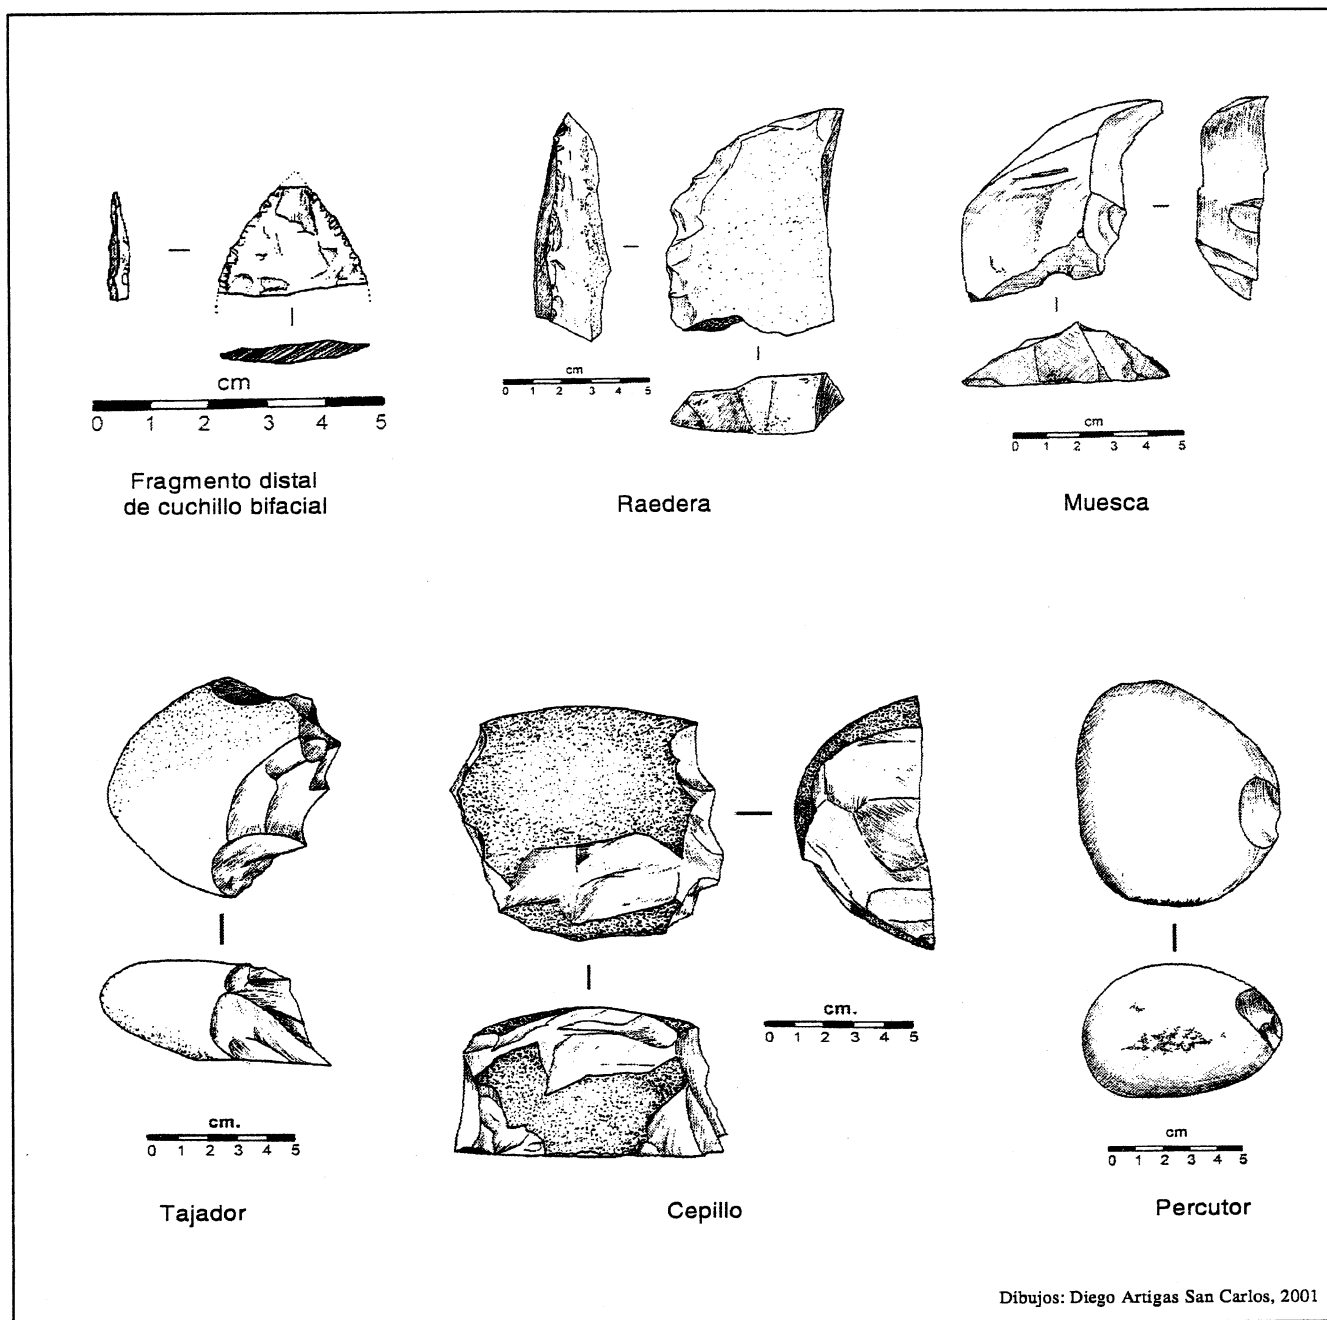 cm
0 1 2 3 4 5
Fragmento distal
de cuchillo bifacial
cm
0 1 2 3 4 5
Raedera
cm
0 1 2 3 4 5
Muesca
cm.
0 1 2 3 4 5
Tajador
cm.
0 1 2 3 4 5
Cepillo
cm
0 1 2 3 4 5
Percutor
Dibujos: Diego Artigas San Carlos, 2001